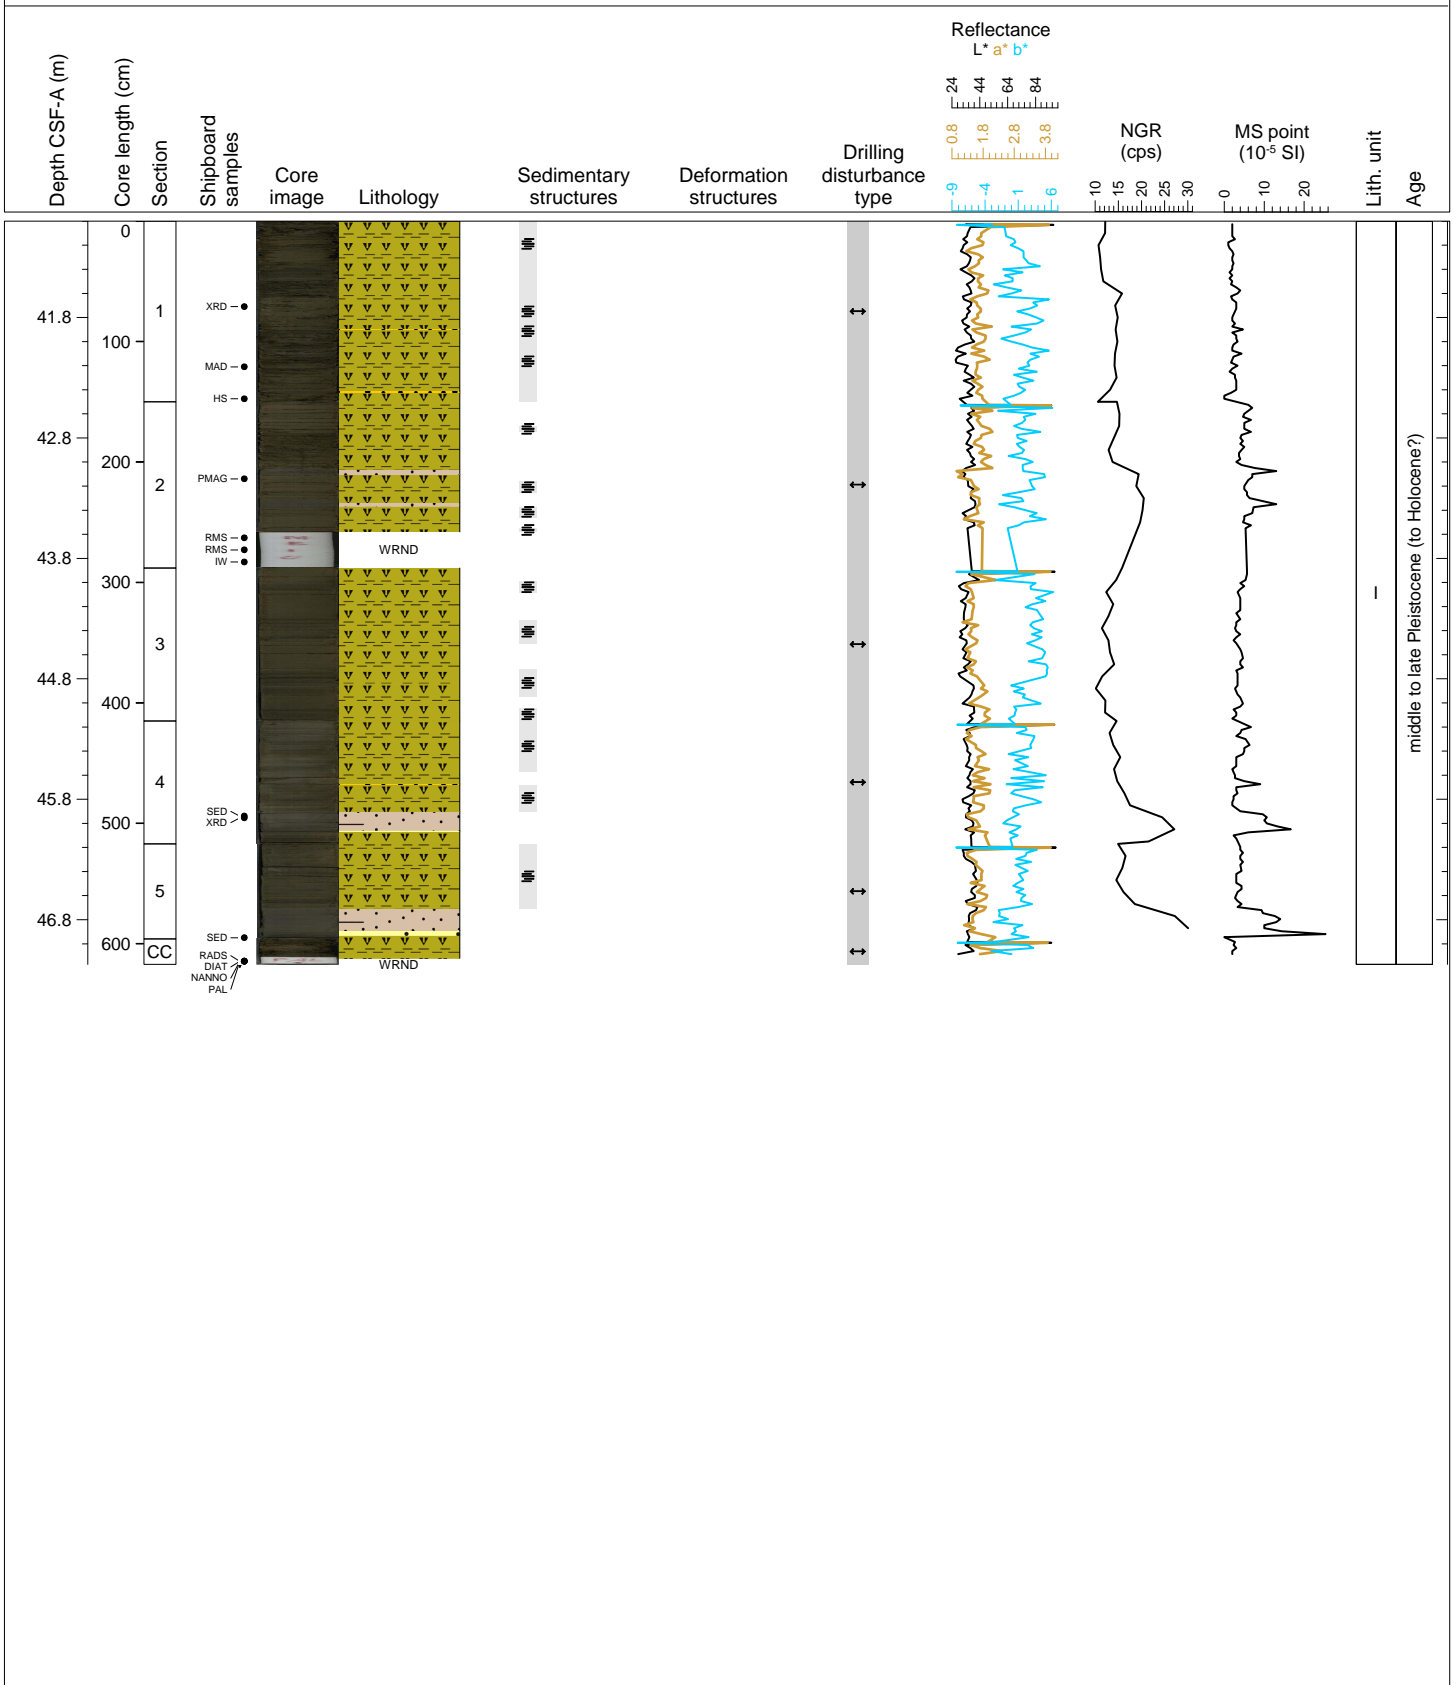 Reflectance
L* a* b*
24 44 64 84
0.8 1.8 2.8 3.8
-9 -4 1 6
Depth CSF-A (m)
Core length (cm)
Section
Shipboard
samples
Core
image
Lithology
Sedimentary
structures
Deformation
structures
Drilling
disturbance
type
NGR
(cps)
10 15 20 25 30
MS point
(10-5 SI)
0 10 20
Lith. unit
Age
0
1
XRD
41.8
100
MAD
HS
42.8
200
PMAG
2
RMS
RMS
WRND
43.8
IW
300
I
middle to late Pleistocene (to Holocene?)
3
44.8
400
4
45.8
SED
XRD
500
5
46.8
SED
600
CC
RADS
DIAT
WRND
NANNO
PAL